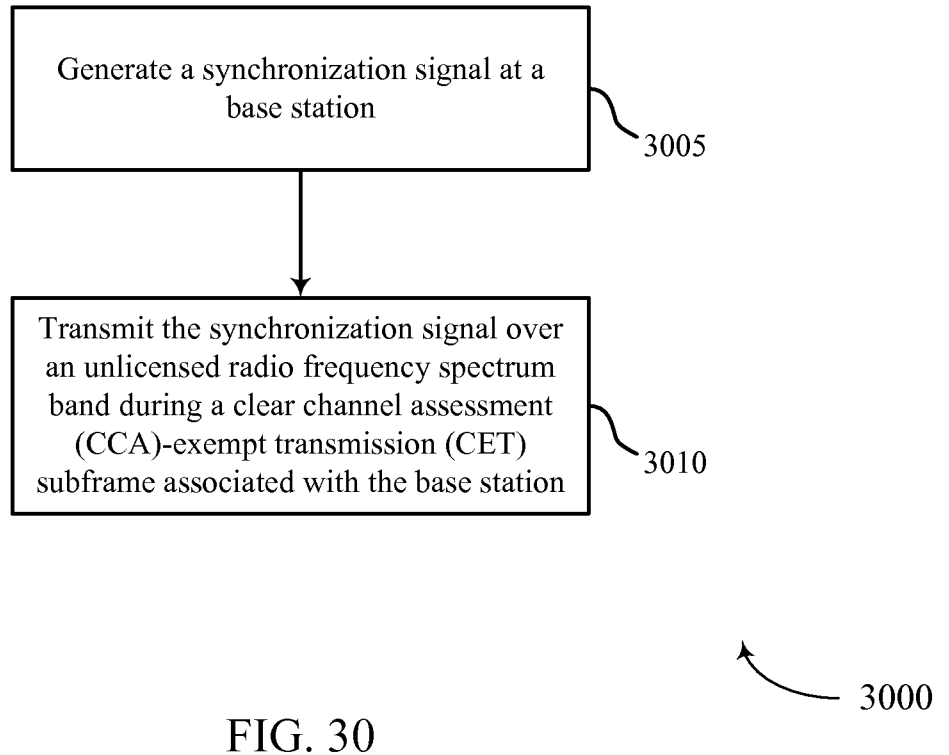 Generate a synchronization signal at a
base station
3005
Transmit the synchronization signal over
an unlicensed radio frequency spectrum
band during a clear channel assessment
(CCA)-exempt transmission (CET)
subframe associated with the base station
3010
3000
FIG. 30